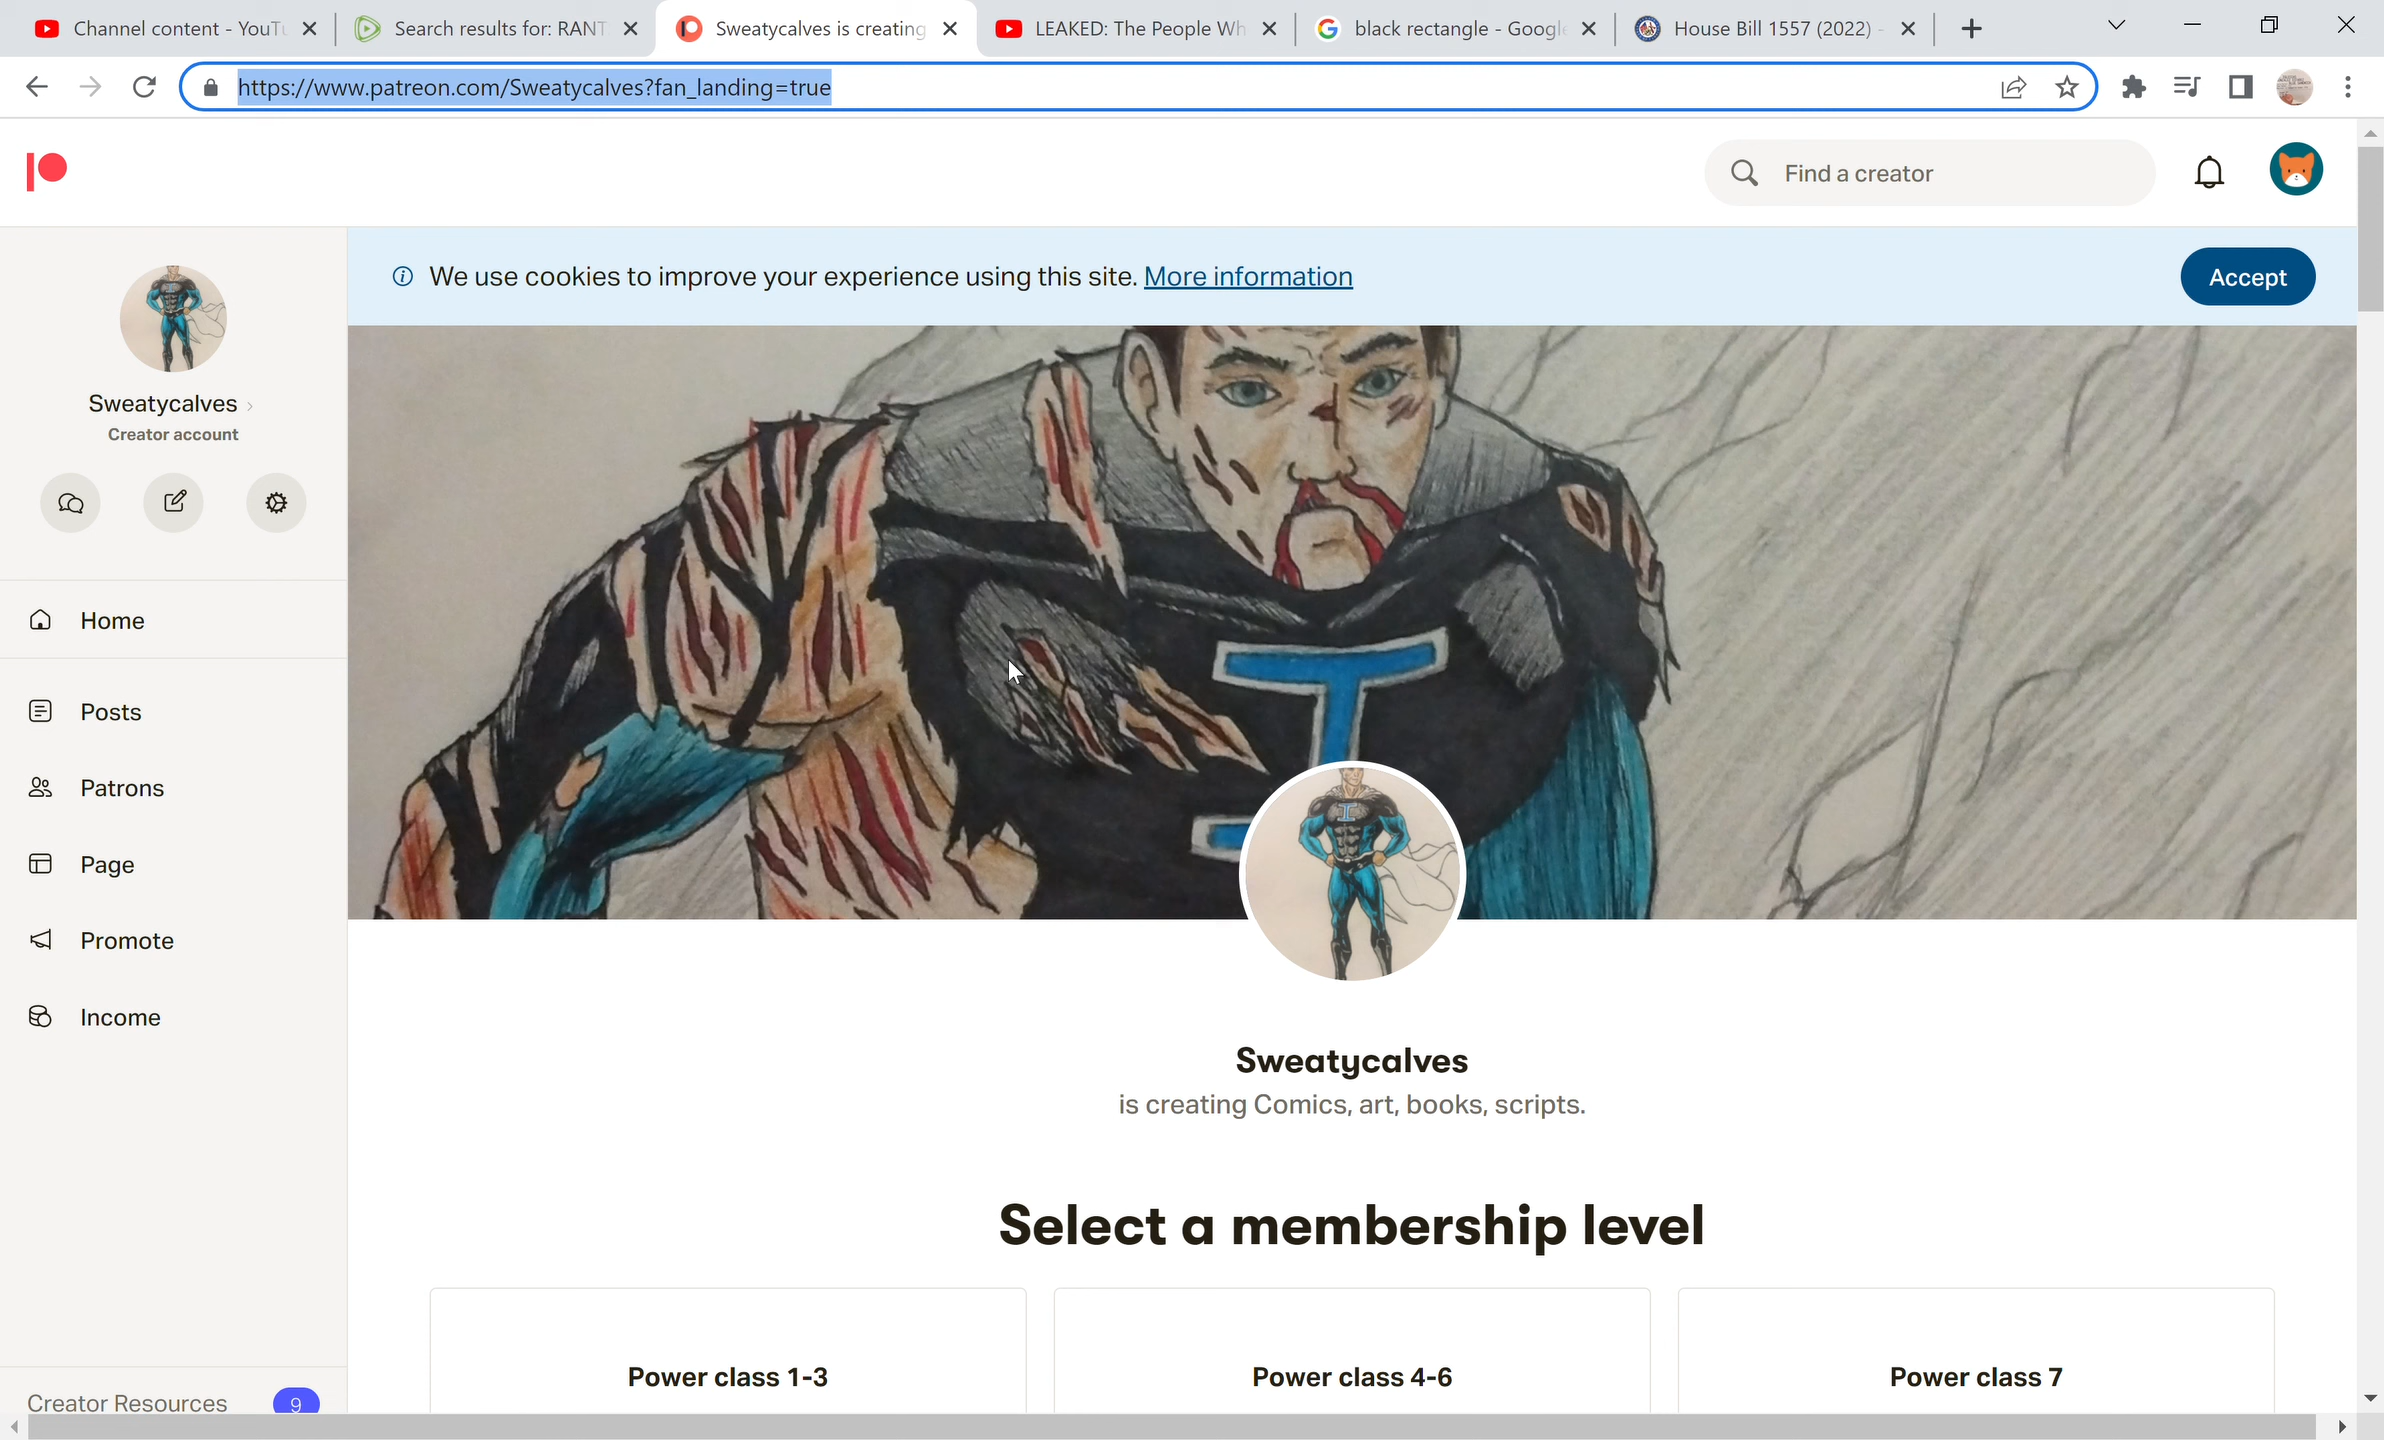 Channel content - YouTu
Search results for: RANT
Sweatycalves is creating
LEAKED: The People Wh
black rectangle - Google
House Bill 1557 (2022) -
https://www.patreon.com/Sweatycalves?fan_landing=true
Find a creator
We use cookies to improve your experience using this site. More information
Accept
Sweatycalves
Creator account
Home
Posts
Patrons
Page
Promote
Income
Creator Resources 9
I
Sweatycalves
is creating Comics, art, books, scripts.
Select a membership level
Power class 1-3
Power class 4-6
Power class 7